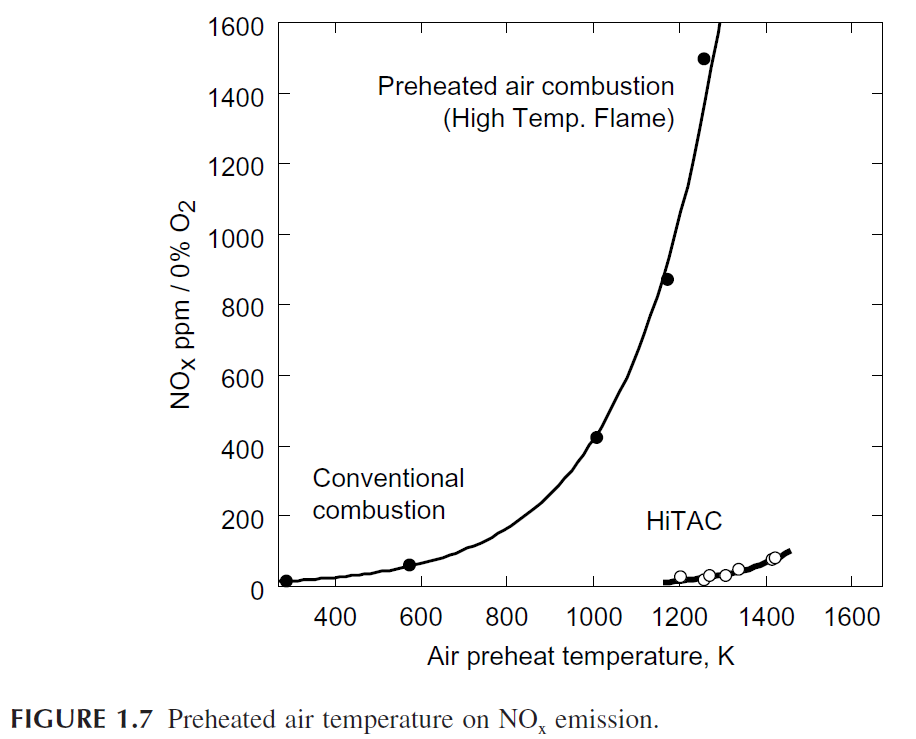 1600
1400
1200
1000
800
600
400
200
0
NOx ppm / 0% O2
Preheated air combustion
(High Temp. Flame)
Conventional
combustion
HiTAC
400 600 800 1000 1200 1400 1600
Air preheat temperature, K
FIGURE 1.7 Preheated air temperature on NOx emission.